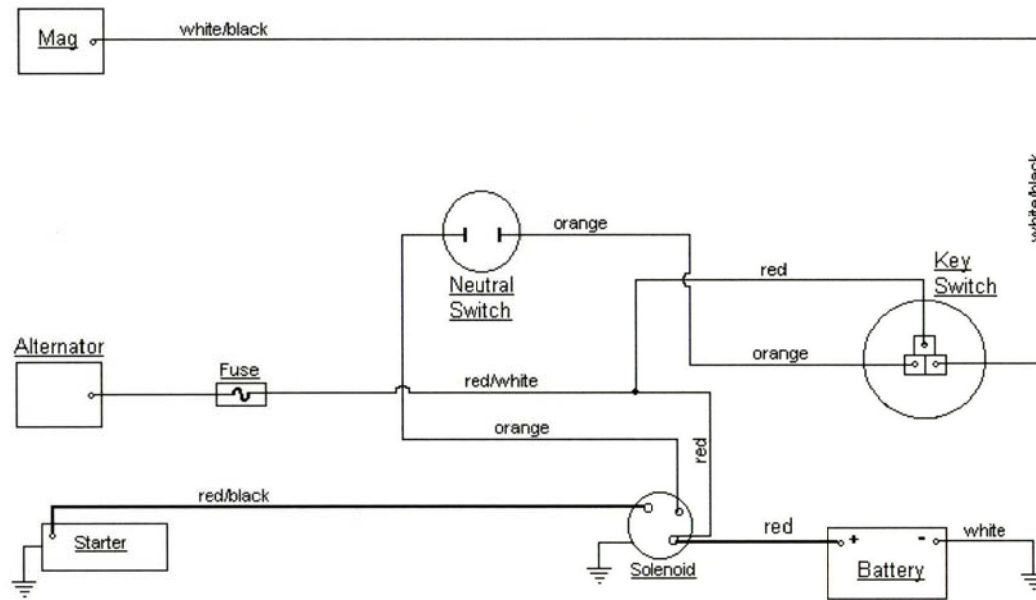 Mag
white/black
white/black
orange
Neutral
Switch
red
Key
Switch
Alternator
Fuse
red/white
orange
orange
red
red/black
Starter
Solenoid
red
+ -
Battery
white